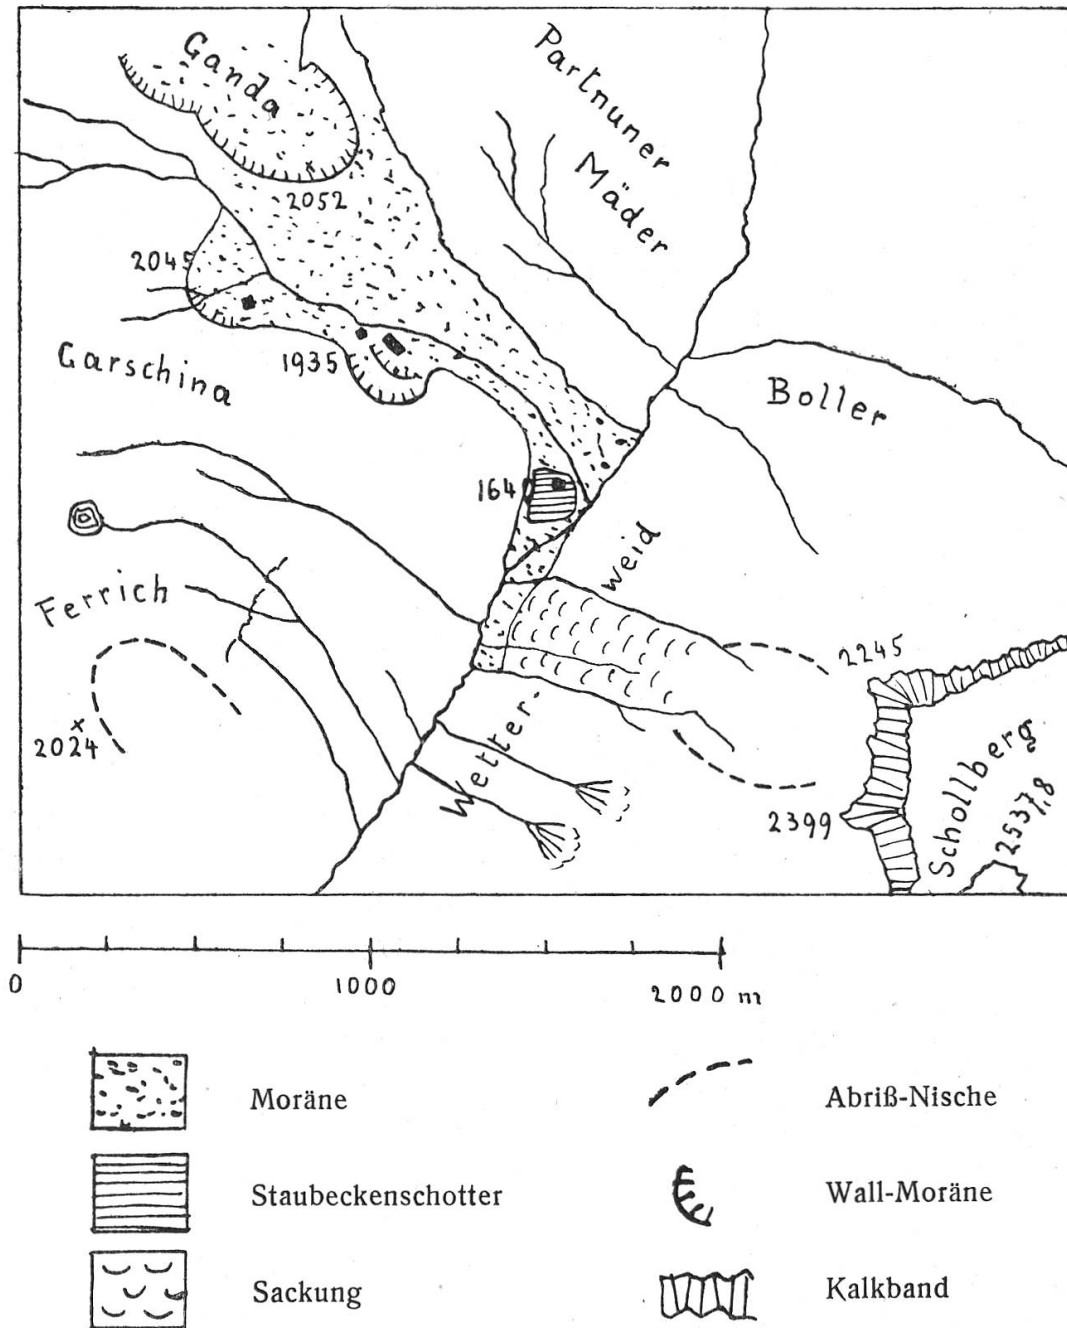 Ganda
Partnuner
Mäder
2052
2045
Garschina
1935
Boller
164
weid
Ferrich
2245
2024
Wetter-
2399
Schollberg
2537,8
0
1000
2000 m
Moräne
Abriß-Nische
Staubeckenschotter
Wall-Moräne
Sackung
Kalkband